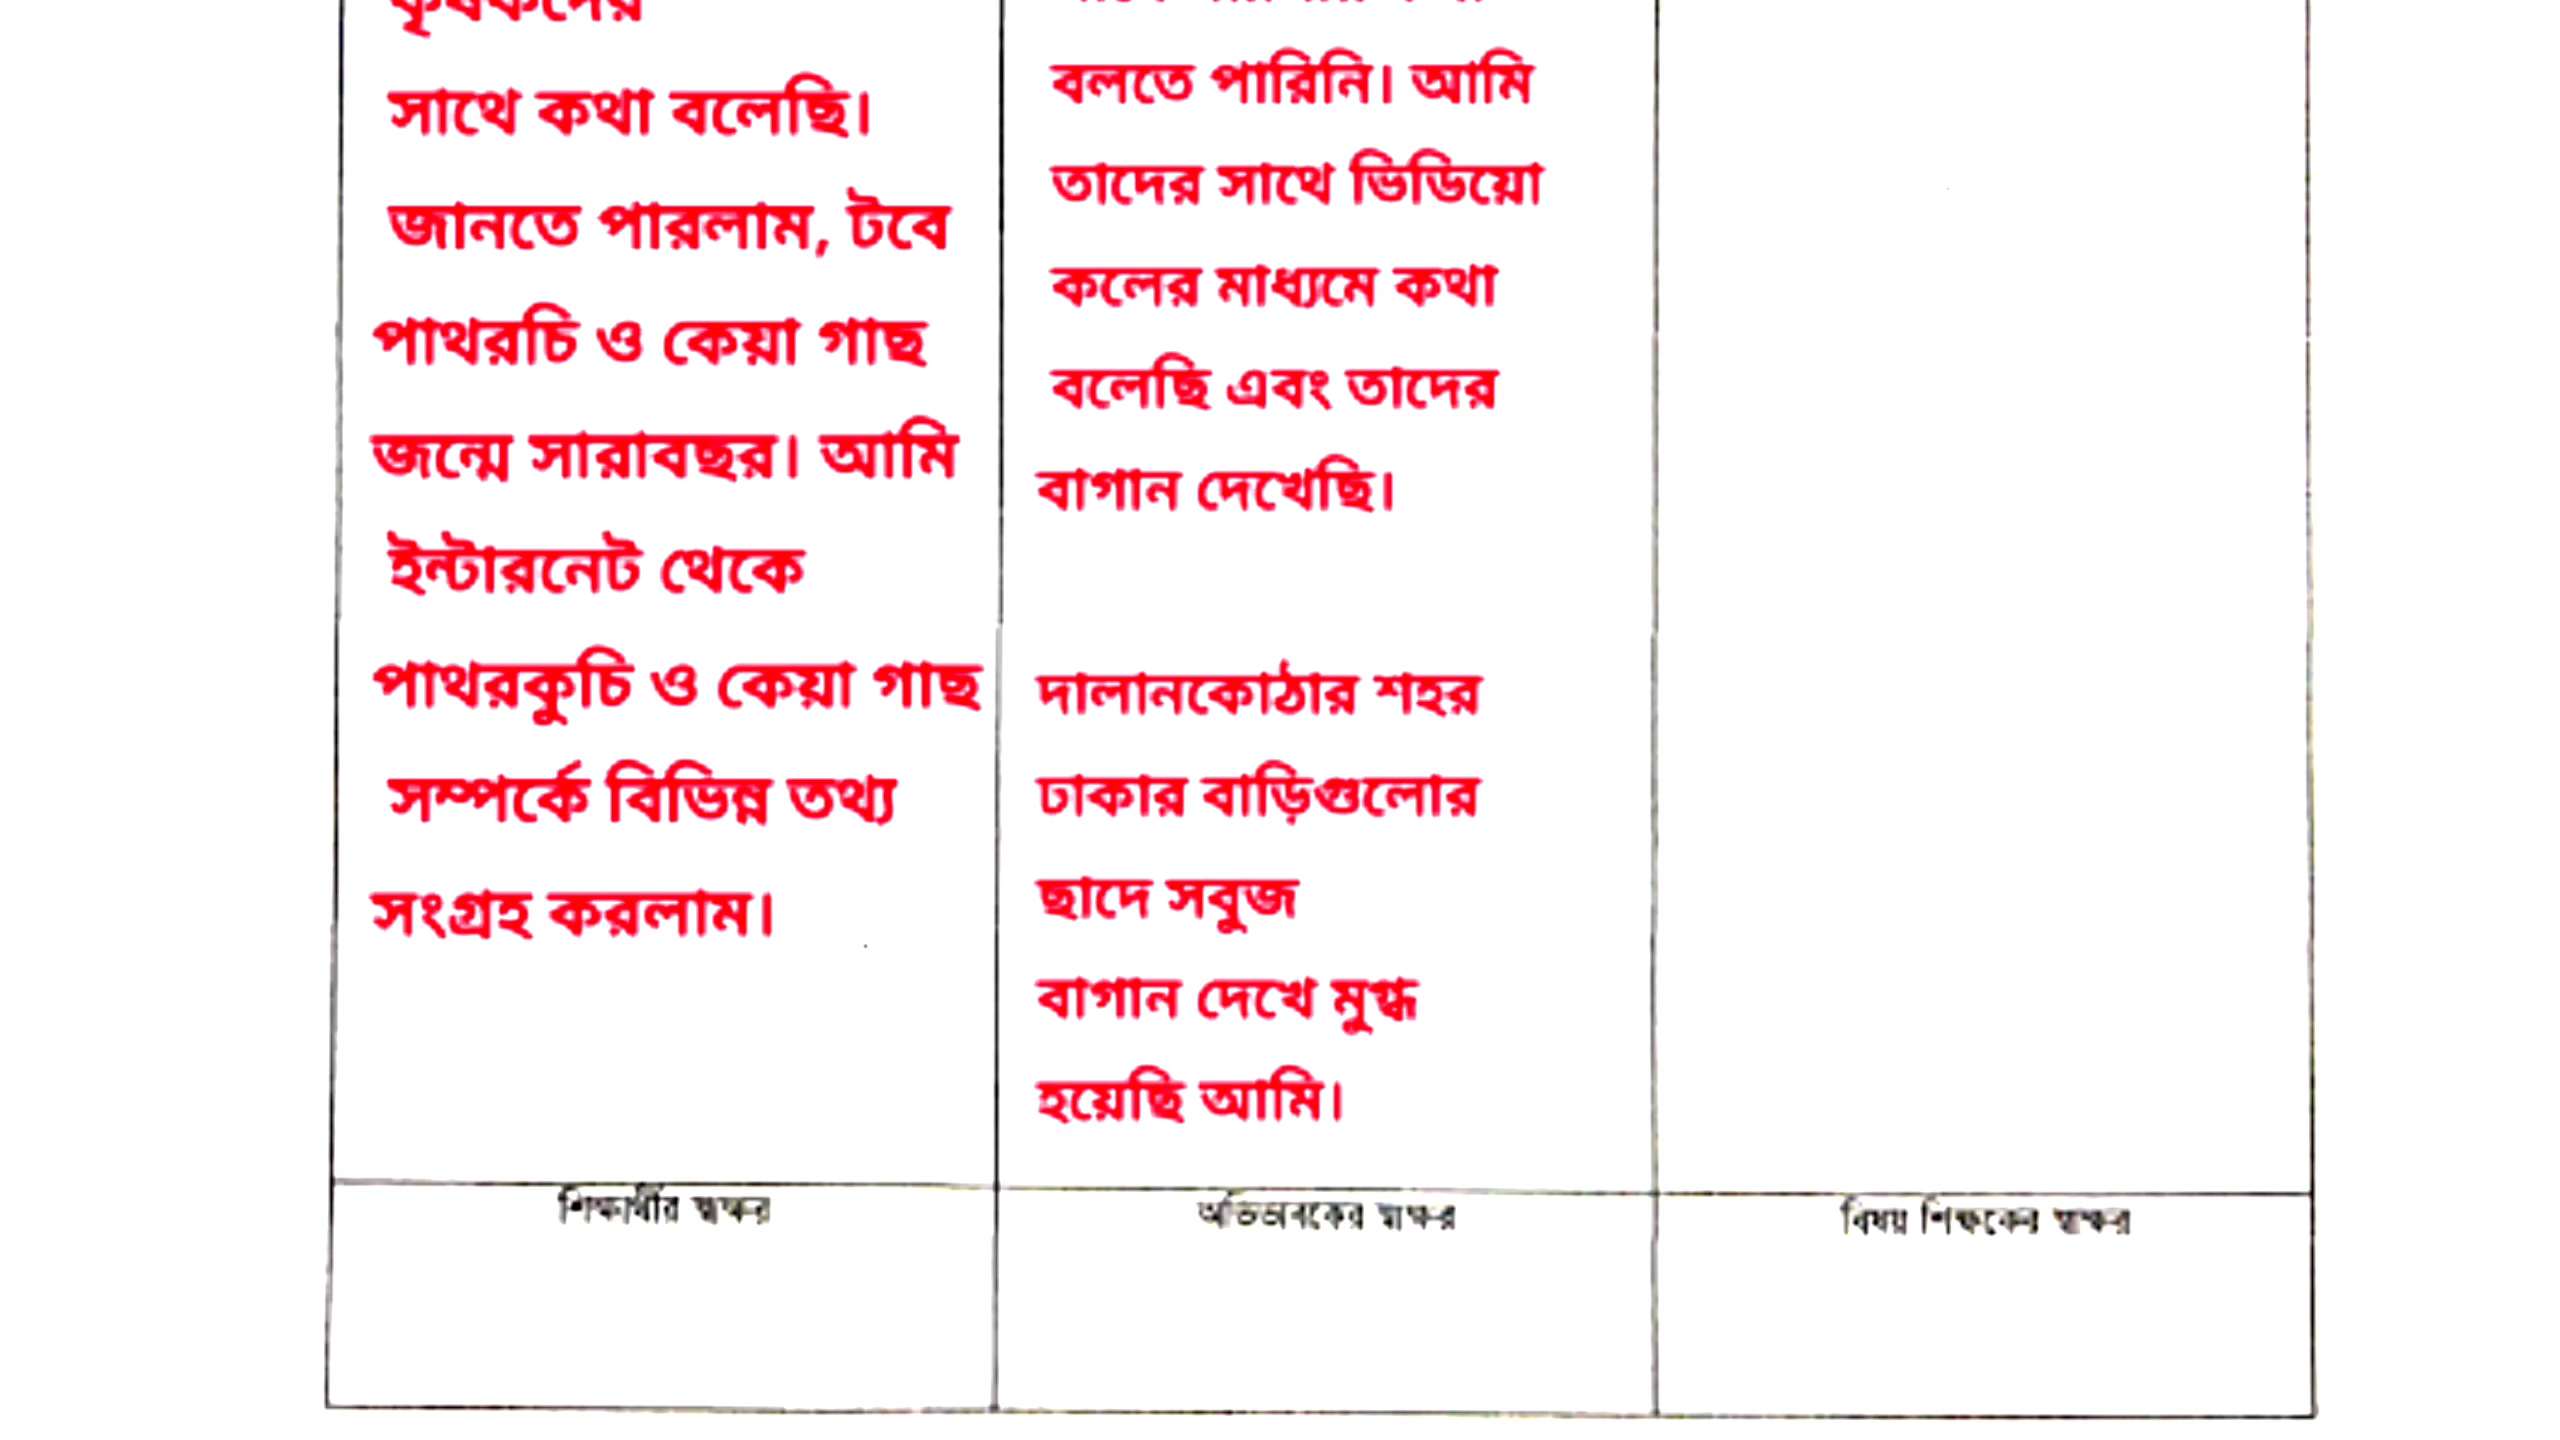 কৃষকদের
সাথে কথা বলেছি।
জানতে পারলাম, টবে
পাথরচি ও কেয়া গাছ
জন্মে সারাবছর। আমি
ইন্টারনেট থেকে
পাথরকুচি ও কেয়া গাছ
সম্পর্কে বিভিন্ন তথ্য
সংগ্রহ করলাম।
বলতে পারিনি। আমি
তাদের সাথে ভিডিয়ো
কলের মাধ্যমে কথা
বলেছি এবং তাদের
বাগান দেখেছি।
দালানকোঠার শহর
ঢাকার বাড়িগুলোর
ছাদে সবুজ
বাগান দেখে মুগ্ধ
হয়েছি আমি।
শিক্ষার্থীর স্বাক্ষর
অভিভাবকের স্বাক্ষর
বিষয় শিক্ষকের স্বাক্ষর